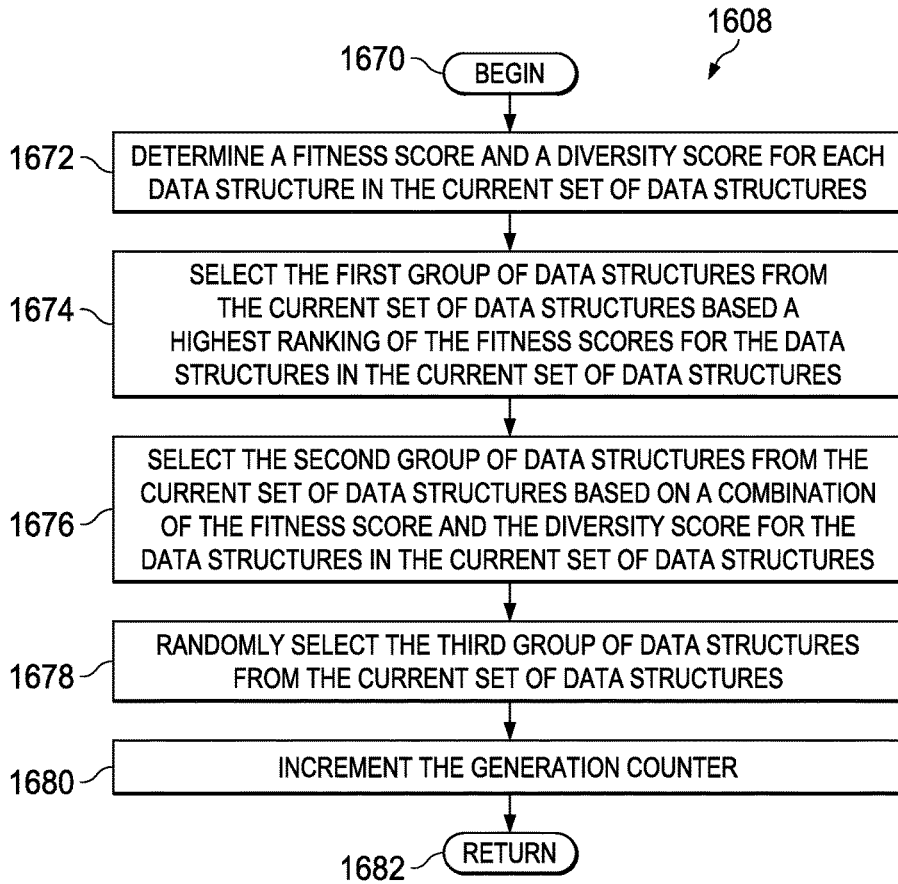 1608
1670
BEGIN
1672
DETERMINE A FITNESS SCORE AND A DIVERSITY SCORE FOR EACH
DATA STRUCTURE IN THE CURRENT SET OF DATA STRUCTURES
1674
SELECT THE FIRST GROUP OF DATA STRUCTURES FROM
THE CURRENT SET OF DATA STRUCTURES BASED A
HIGHEST RANKING OF THE FITNESS SCORES FOR THE DATA
STRUCTURES IN THE CURRENT SET OF DATA STRUCTURES
1676
SELECT THE SECOND GROUP OF DATA STRUCTURES FROM THE
CURRENT SET OF DATA STRUCTURES BASED ON A COMBINATION
OF THE FITNESS SCORE AND THE DIVERSITY SCORE FOR THE
DATA STRUCTURES IN THE CURRENT SET OF DATA STRUCTURES
1678
RANDOMLY SELECT THE THIRD GROUP OF DATA STRUCTURES
FROM THE CURRENT SET OF DATA STRUCTURES
1680
INCREMENT THE GENERATION COUNTER
1682
RETURN